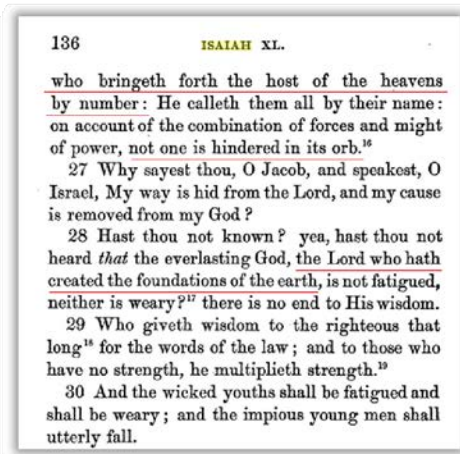 136 ISAIAH XL.
who bringeth forth the host of the heavens
by number: He calleth them all by their name:
on account of the combination of forces and might
of power, not one is hindered in its orb.¹⁶
27 Why sayest thou, O Jacob, and speakest, O
Israel, My way is hid from the Lord, and my cause
is removed from my God?
28 Hast thou not known? yea, hast thou not
heard that the everlasting God, the Lord who hath
created the foundations of the earth, is not fatigued,
neither is weary?¹⁷ there is no end to His wisdom.
29 Who giveth wisdom to the righteous that
long¹⁸ for the words of the law; and to those who
have no strength, he multiplieth strength.¹⁹
30 And the wicked youths shall be fatigued and
shall be weary; and the impious young men shall
utterly fall.